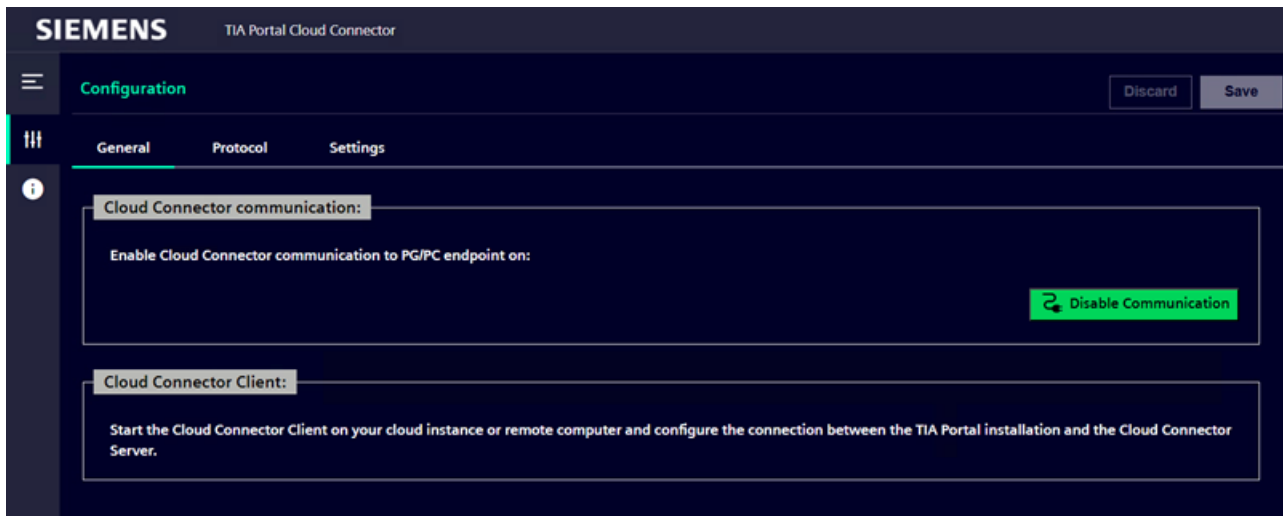 SIEMENS TIA Portal Cloud Connector
Configuration
Discard Save
General Protocol Settings
Cloud Connector communication:
Enable Cloud Connector communication to PG/PC endpoint on:
Disable Communication
Cloud Connector Client:
Start the Cloud Connector Client on your cloud instance or remote computer and configure the connection between the TIA Portal installation and the Cloud Connector
Server.